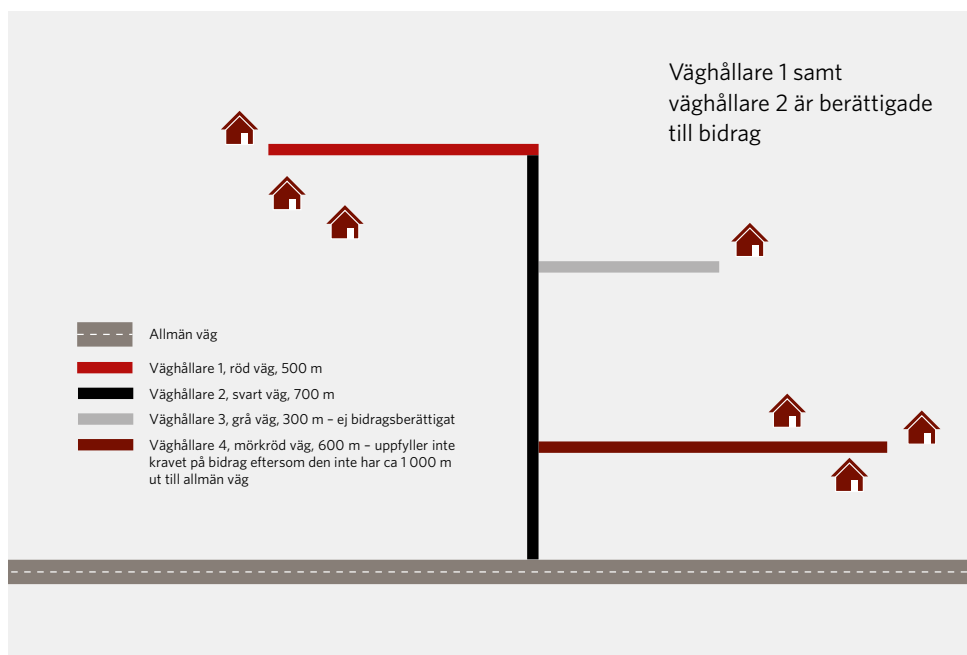 Väghållare 1 samt
väghållare 2 är berättigade
till bidrag
Allmän väg
Väghållare 1, röd väg, 500 m
Väghållare 2, svart väg, 700 m
Väghållare 3, grå väg, 300 m – ej bidragsberättigat
Väghållare 4, mörkröd väg, 600 m – uppfyller inte
kravet på bidrag eftersom den inte har ca 1 000 m
ut till allmän väg